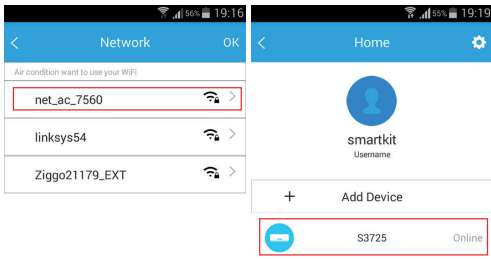 56% 19:16
Network
OK
Air condition want to use your WiFi
net_ac_7560
linksys54
Ziggo21179_EXT
55% 19:19
Home
smartkit
Username
+ Add Device
S3725 Online